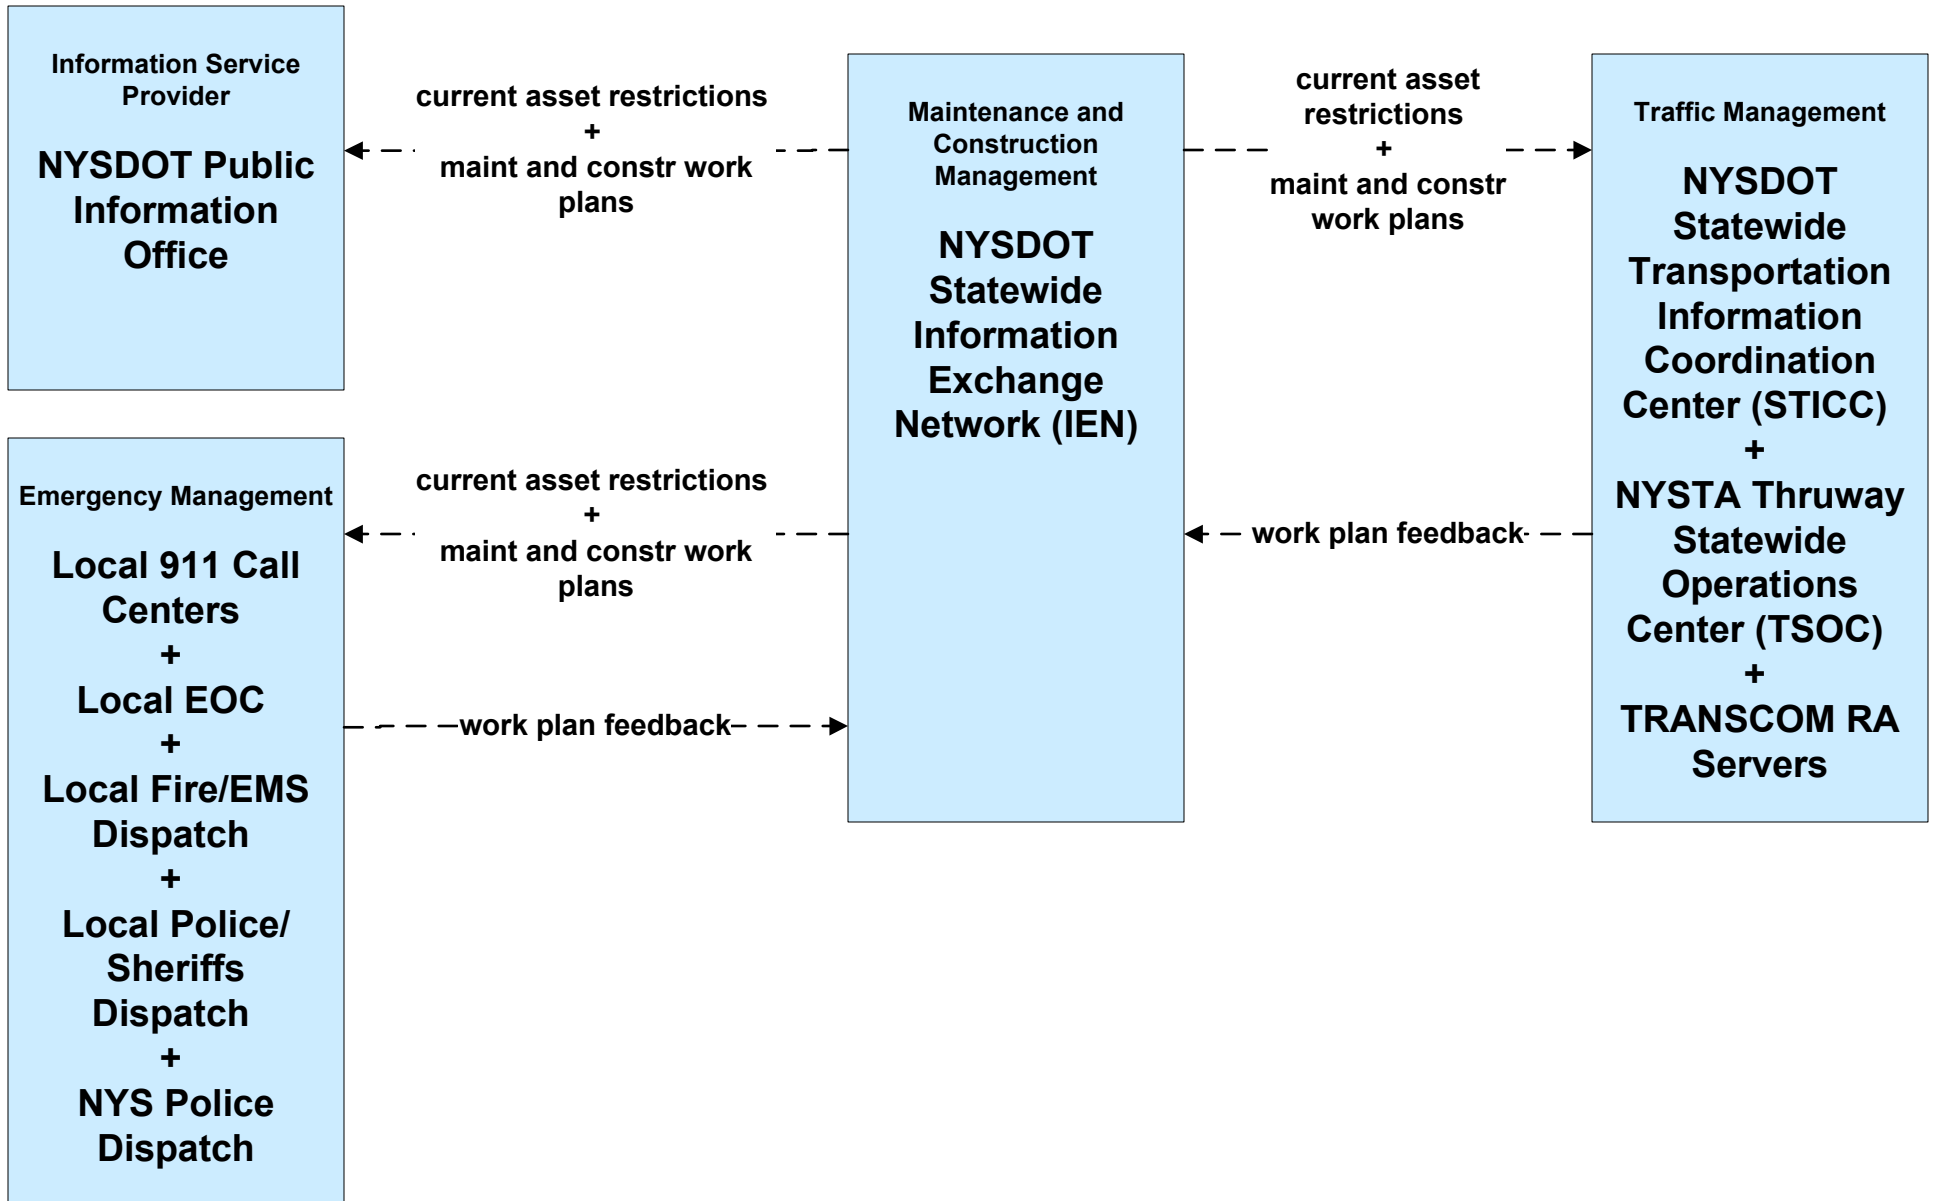 Information Service
Provider
NYSDOT Public
Information
Office
current asset restrictions
+
maint and constr work
plans
Maintenance and
Construction
Management
NYSDOT
Statewide
Information
Exchange
Network (IEN)
current asset
restrictions
+
maint and constr
work plans
Traffic Management
NYSDOT
Statewide
Transportation
Information
Coordination
Center (STICC)
+
NYSTA Thruway
Statewide
Operations
Center (TSOC)
+
TRANSCOM RA
Servers
Emergency Management
Local 911 Call
Centers
+
Local EOC
+
Local Fire/EMS
Dispatch
+
Local Police/
Sheriffs
Dispatch
+
NYS Police
Dispatch
current asset restrictions
+
maint and constr work
plans
work plan feedback
work plan feedback